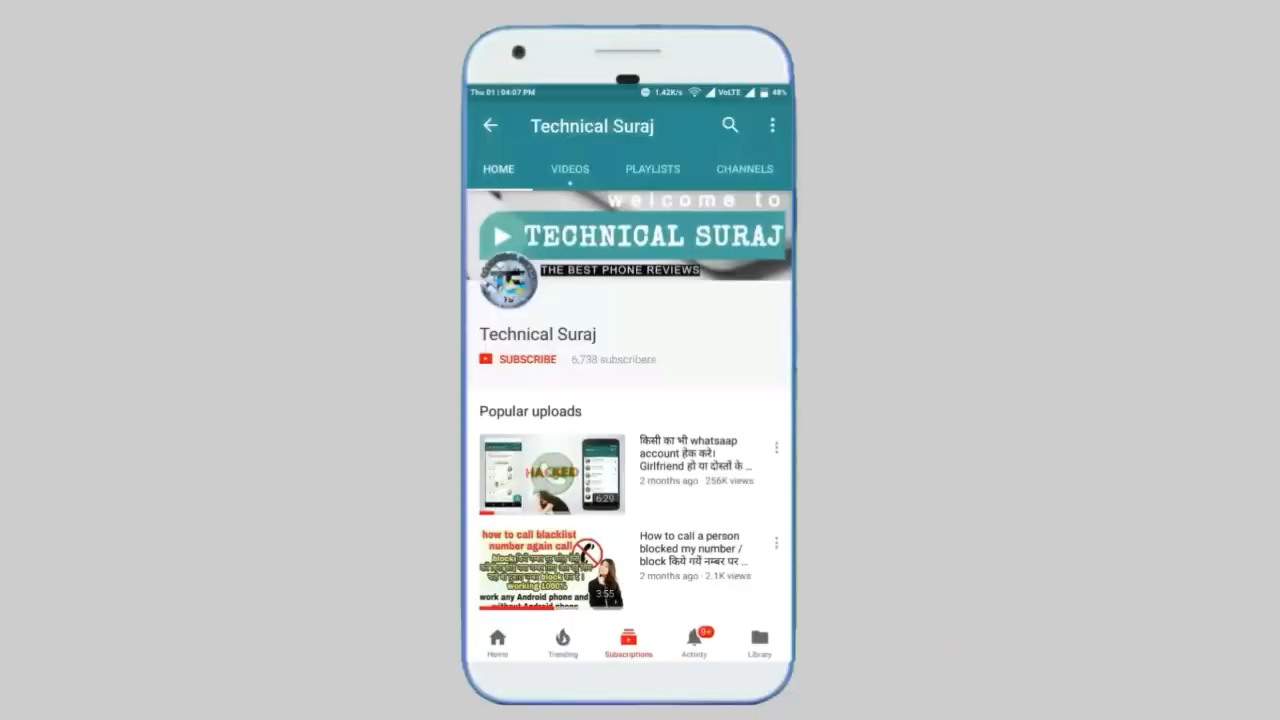 Thu 01 | 04:07 PM
1.42K/s VoLTE 48%
Technical Suraj
HOME VIDEOS PLAYLISTS CHANNELS
welcome to
TECHNICAL SURAJ
THE BEST PHONE REVIEWS
Technical Suraj
SUBSCRIBE 6,738 subscribers
Popular uploads
HACKED
6:29
किसी का भी whatsaap
account हेक करे।
Girlfriend हो या दोस्तों के ...
2 months ago · 256K views
how to call blacklist
number again call
working 1000%
work any Android phone and
without Android phone
3:55
How to call a person
blocked my number /
block किये गयें नम्बर पर ...
2 months ago · 2.1K views
9+
Home Trending Subscriptions Activity Library